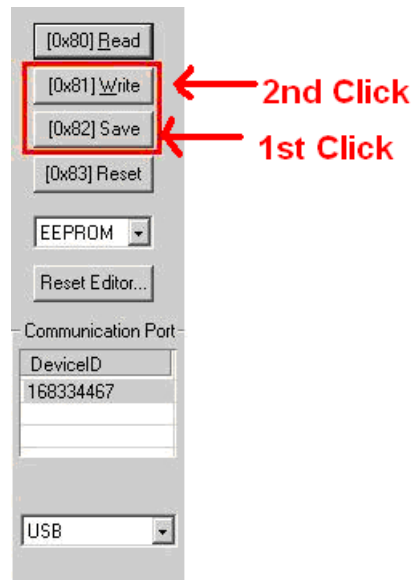 [0x80] Read
[0x81] Write
2nd Click
[0x82] Save
1st Click
[0x83] Reset
EEPROM
Reset Editor...
Communication Port
DeviceID
168334467
USB